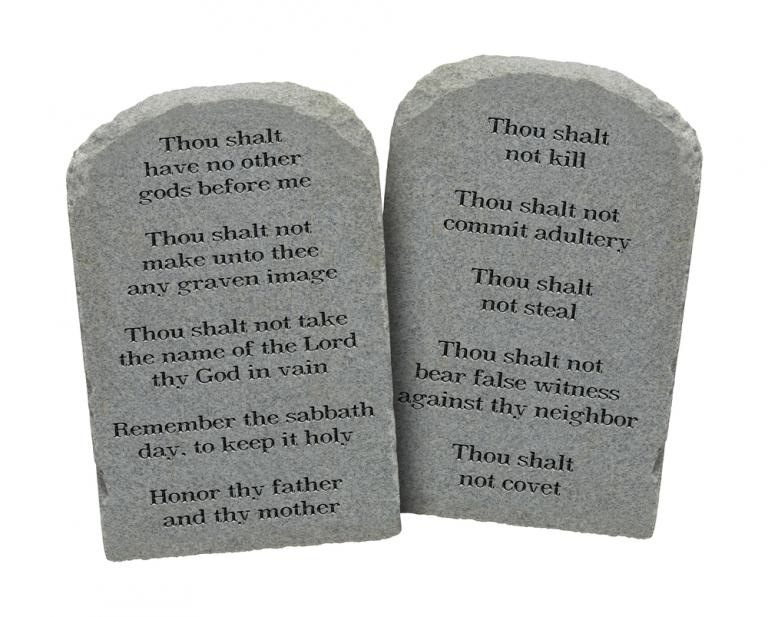 Thou shalt
have no other
gods before me
Thou shalt not
make unto thee
any graven image
Thou shalt not take
the name of the Lord
thy God in vain
Remember the sabbath
day, to keep it holy
Honor thy father
and thy mother
Thou shalt
not kill
Thou shalt not
commit adultery
Thou shalt
not steal
Thou shalt not
bear false witness
against thy neighbor
Thou shalt
not covet